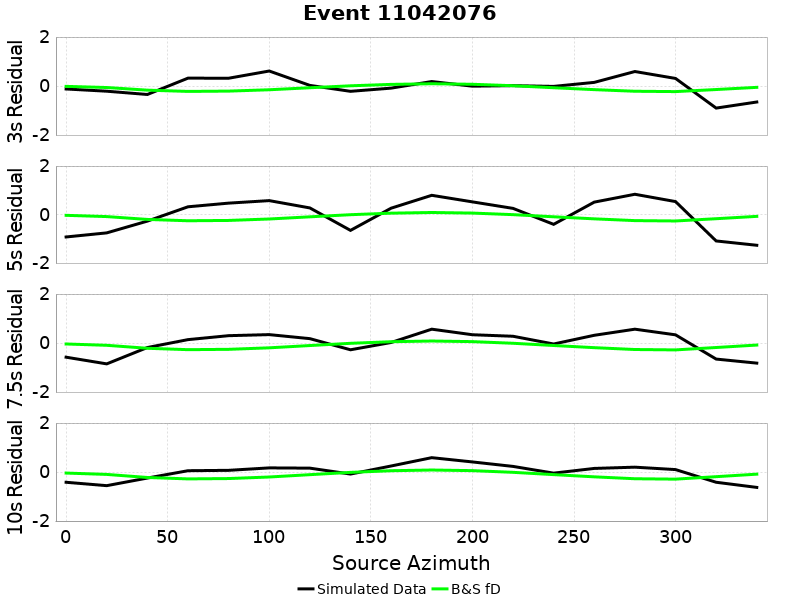 Event 11042076
3s Residual
2
0
-2
5s Residual
2
0
-2
7.5s Residual
2
0
-2
10s Residual
2
0
-2
0 50 100 150 200 250 300
Source Azimuth
Simulated Data B&S fD